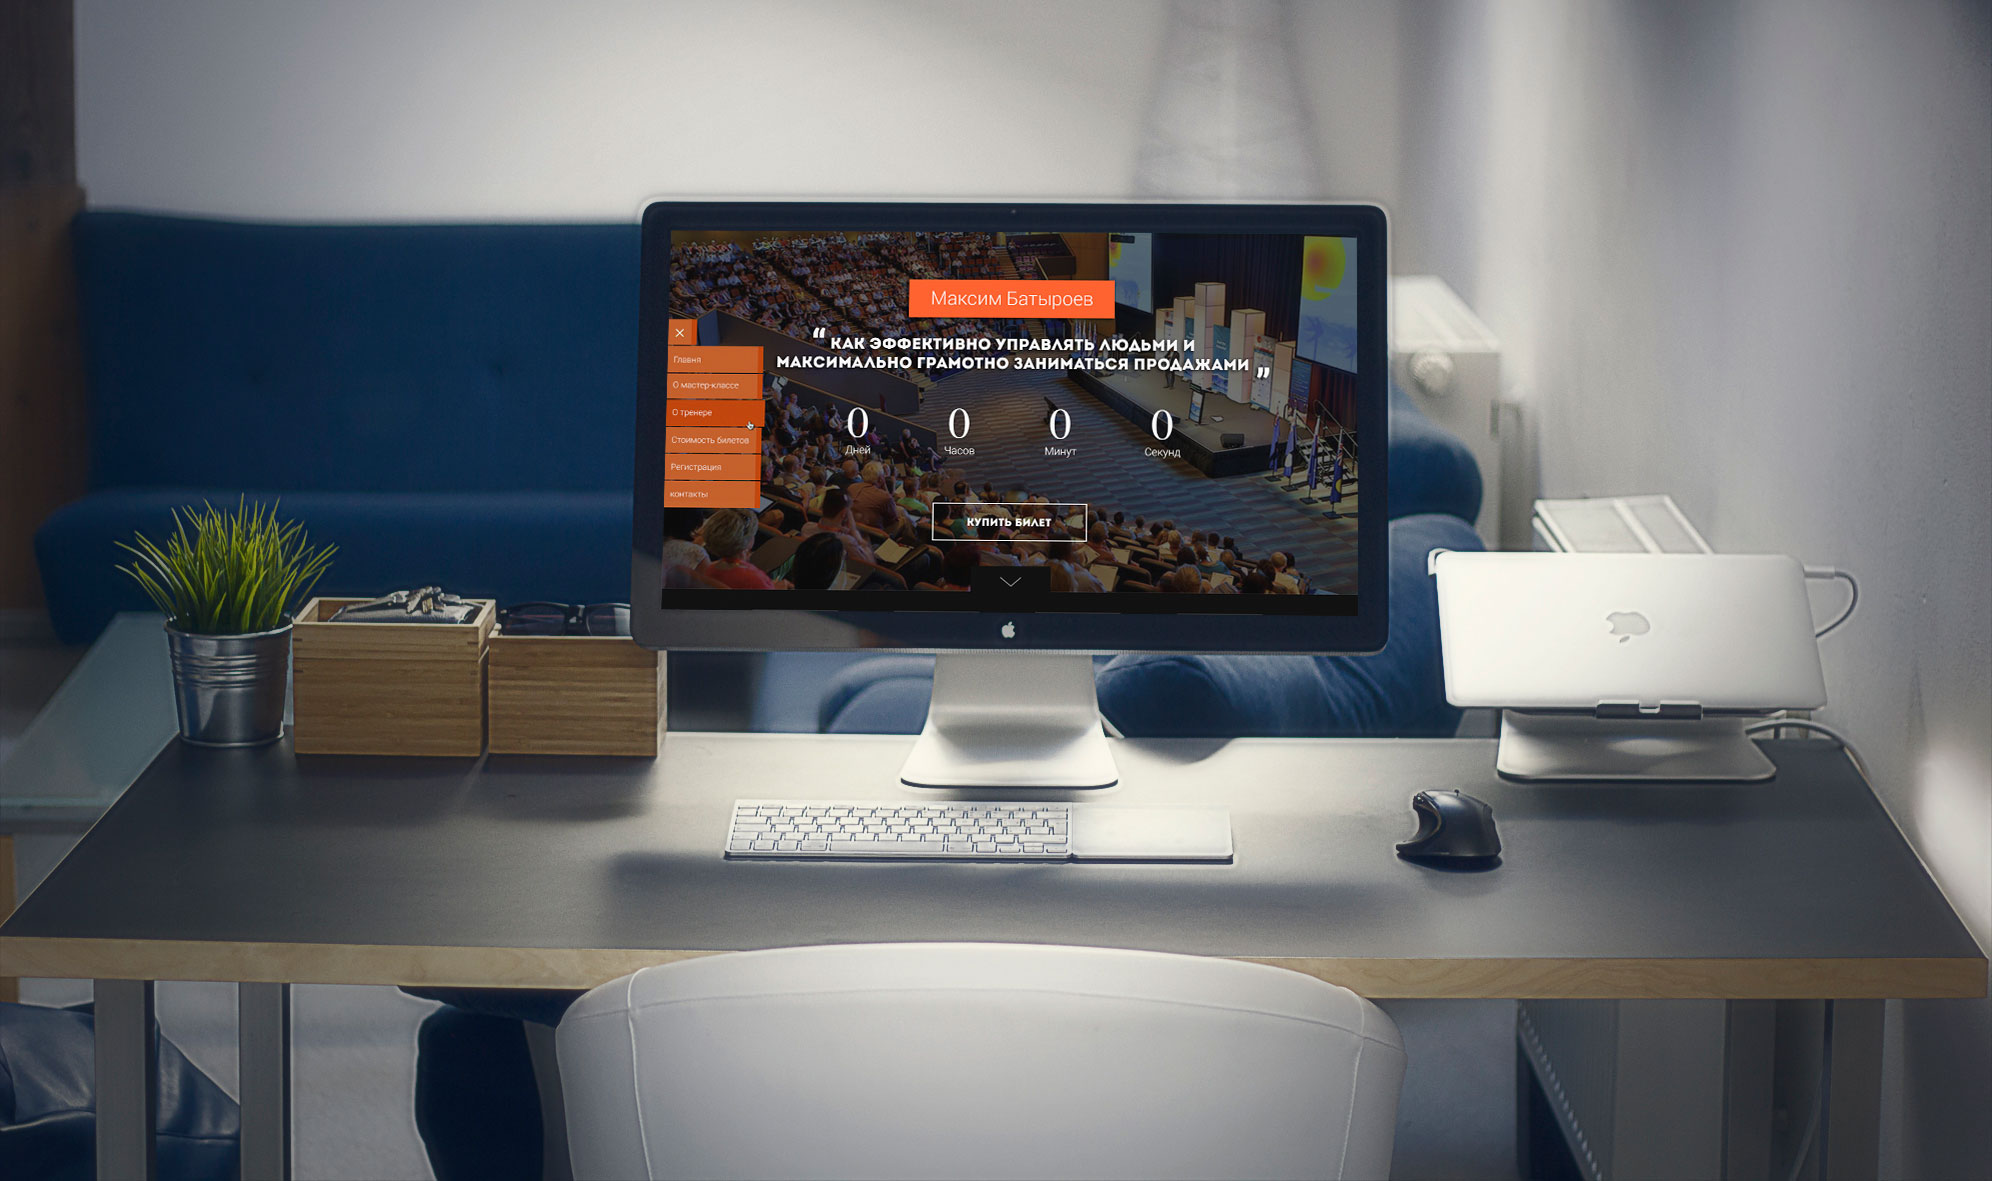 Максим Батыроев
“ КАК ЭФФЕКТИВНО УПРАВЛЯТЬ ЛЮДЬМИ И
МАКСИМАЛЬНО ГРАМОТНО ЗАНИМАТЬСЯ ПРОДАЖАМИ ”
×
Главня
О мастер-классе
О тренере
Стоимость билетов
Регистрация
контакты
0 0 0 0
Дней Часов Минут Секунд
КУПИТЬ БИЛЕТ